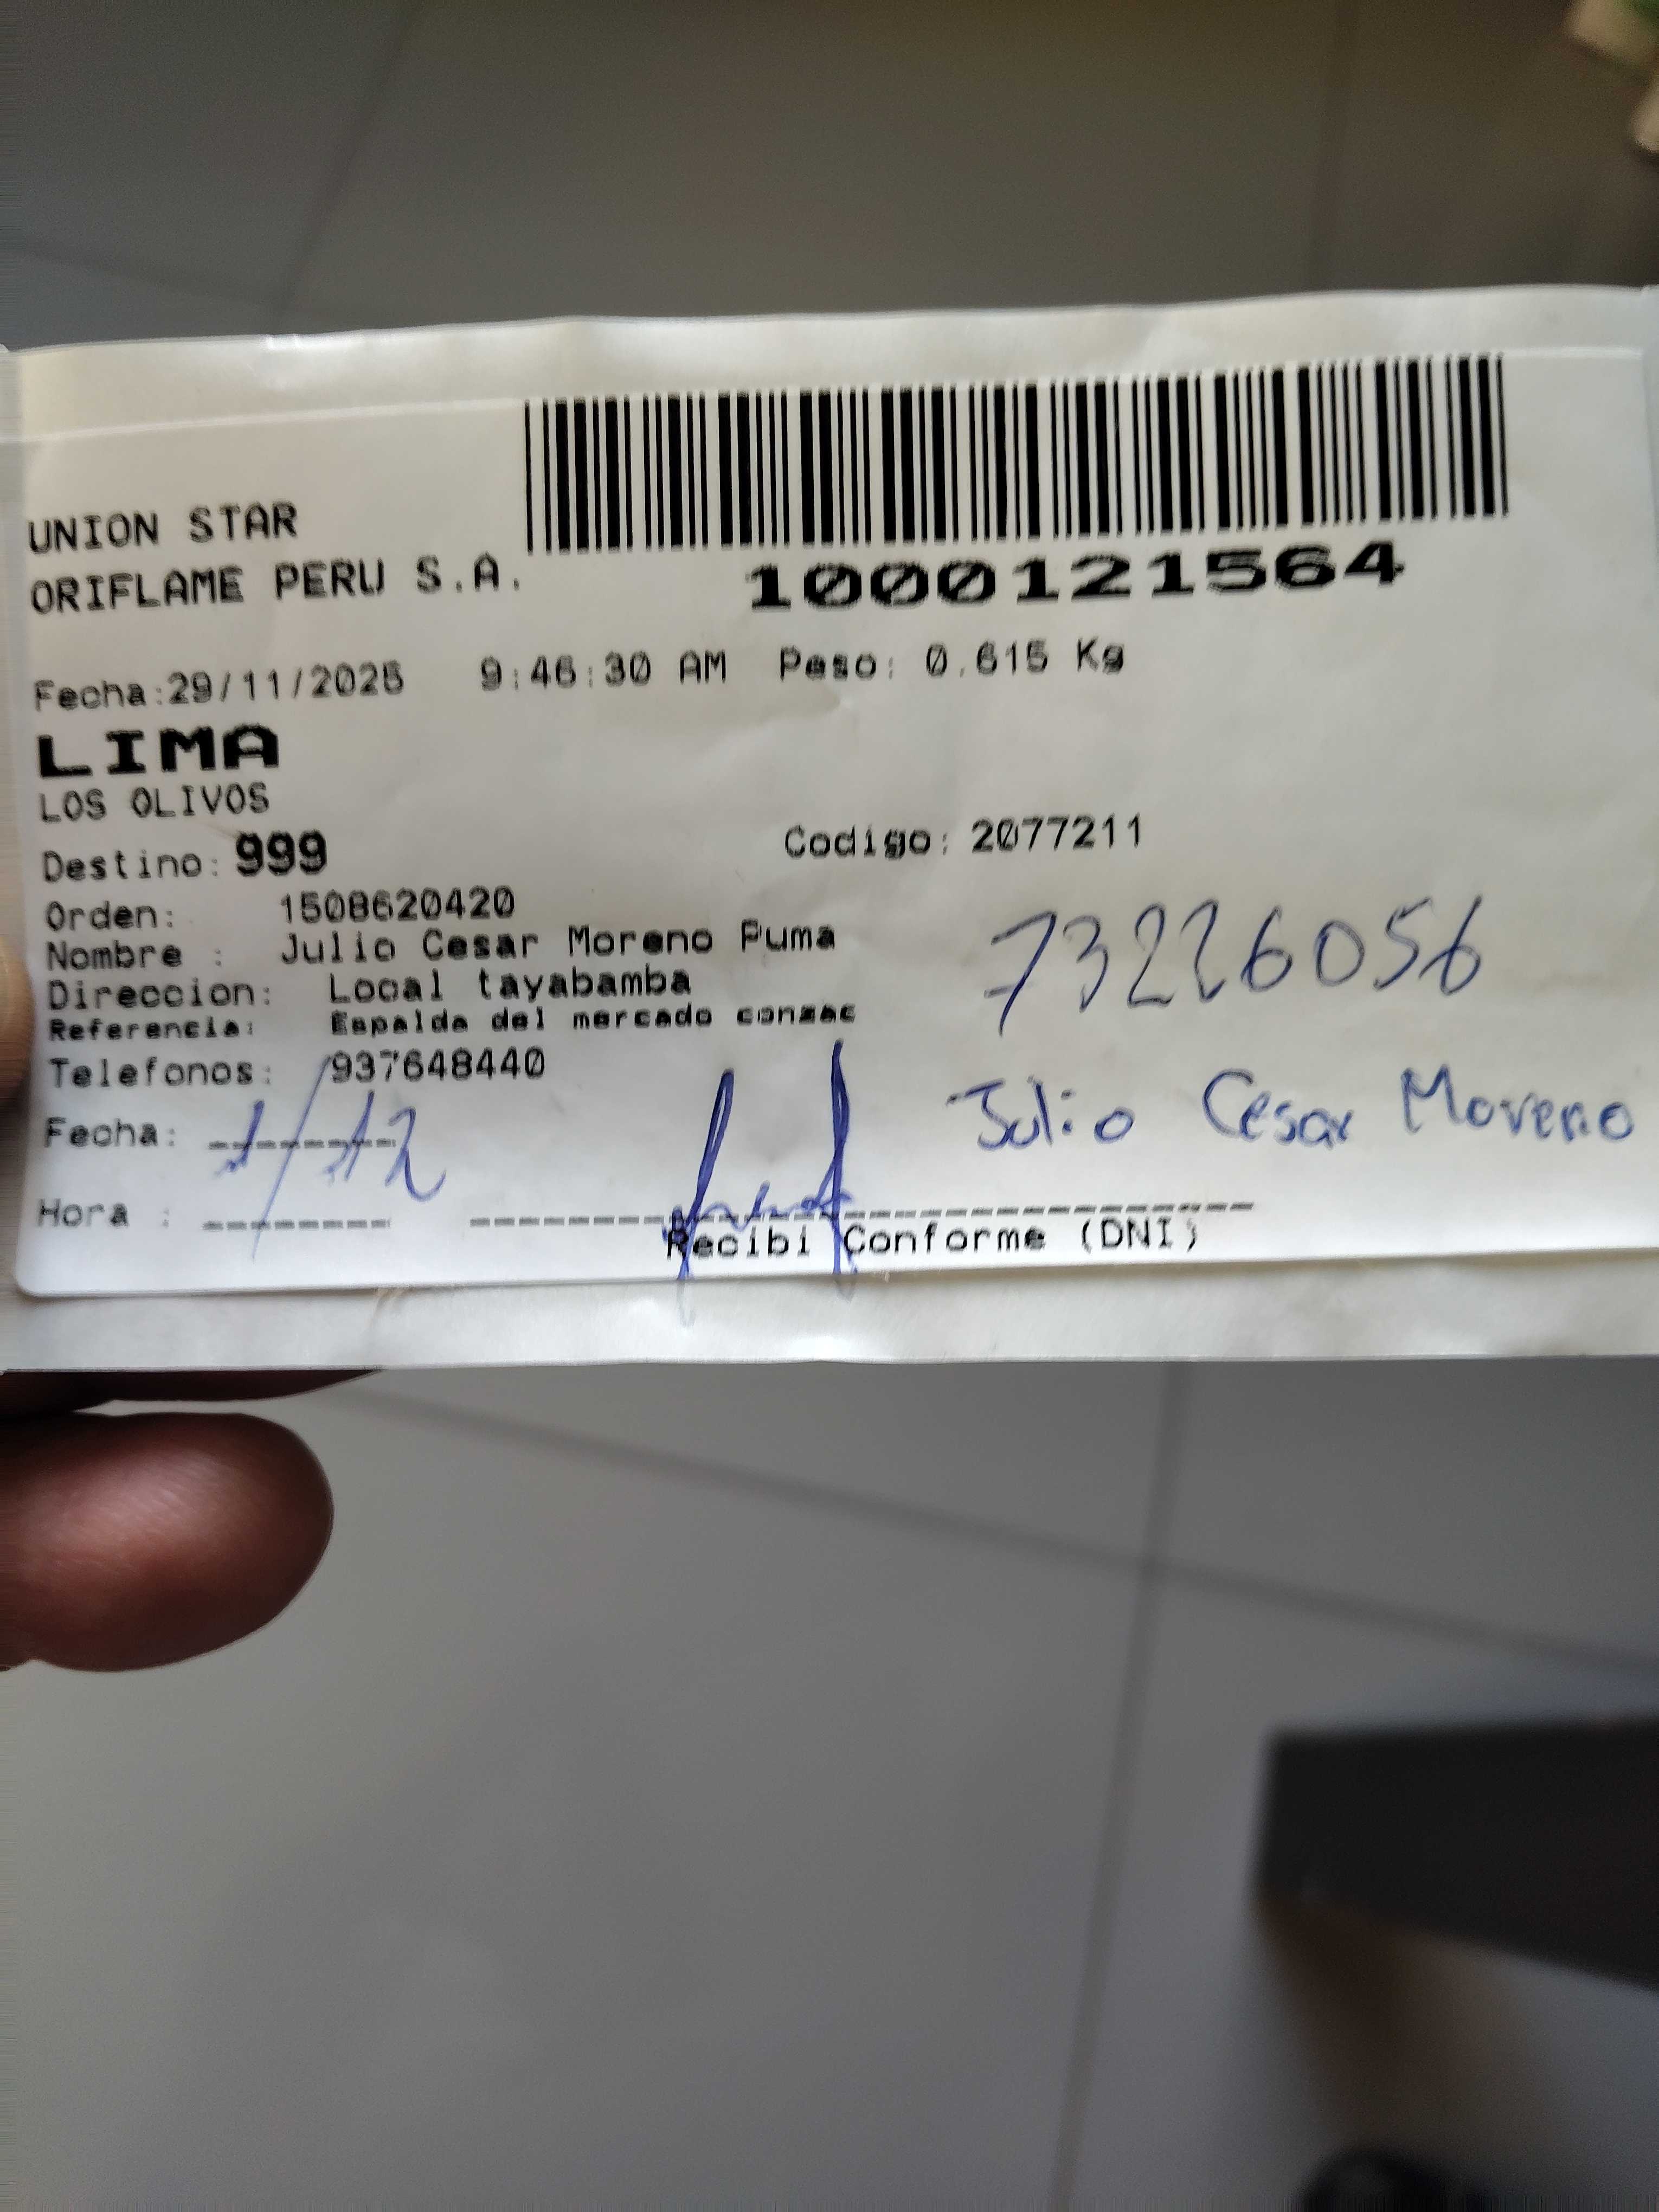 UNION STAR
ORIFLAME PERU S.A.
1000121564
Fecha:29/11/2025 9:46:30 AM Peso: 0.615 Kg
LIMA
LOS OLIVOS
Destino: 999
Codigo: 2077211
Orden: 1508620420
Nombre : Julio Cesar Moreno Puma
73226056
Direccion: Local tayabamba
Referencia: Espalda del mercado conzac
Telefonos: 937648440
Julio Cesar Moreno
Fecha: 1/12
Hora :
Recibi Conforme (DNI)